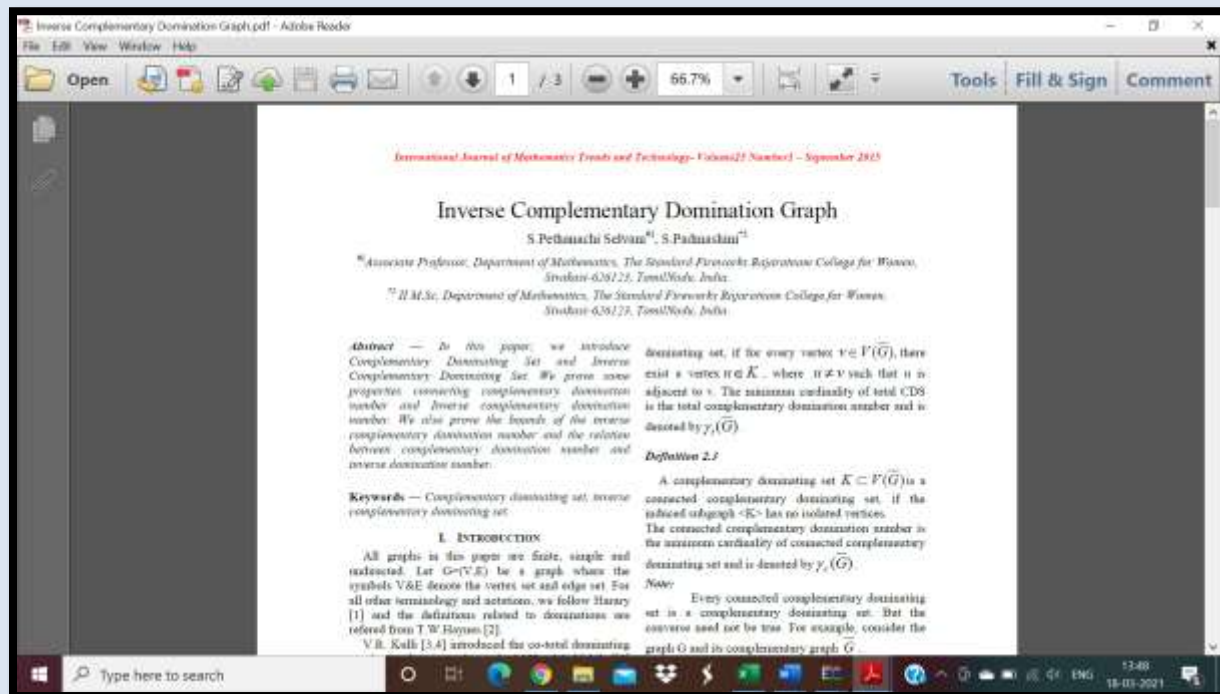 Inverse Complementary Domination Graph.pdf - Adobe Reader
File Edit View Window Help
Open 1 / 3 66.7% Tools Fill & Sign Comment
International Journal of Mathematics Trends and Technology- Volume25 Number1 – September 2015
Inverse Complementary Domination Graph
S.Pethanachi Selvam#1, S.Padmashini*2
#1Associate Professor, Department of Mathematics, The Standard Fireworks Rajaratnam College for Women,
Sivakasi-626123, TamilNadu, India.
*2 II M.Sc, Department of Mathematics, The Standard Fireworks Rajaratnam College for Women,
Sivakasi-626123, TamilNadu, India.
Abstract — In this paper, we introduce
Complementary Dominating Set and Inverse
Complementary Dominating Set. We prove some
properties connecting complementary domination
number and Inverse complementary domination
number. We also prove the bounds of the inverse
complementary domination number and the relation
between complementary domination number and
inverse domination number.
Keywords — Complementary dominating set, inverse
complementary dominating set.
I. INTRODUCTION
All graphs in this paper are finite, simple and
undirected. Let G=(V,E) be a graph where the
symbols V&E denote the vertex set and edge set. For
all other terminology and notations, we follow Harary
[1] and the definitions related to dominations are
refered from T.W.Haynes [2].
V.R. Kulli [3,4] introduced the co-total dominating
dominating set, if for every vertex v ∈ V(G̅), there
exist a vertex u ∈ K, where u ≠ v such that u is
adjacent to v. The minimum cardinality of total CDS
is the total complementary domination number and is
denoted by γt(G̅)
Definition 2.3
A complementary dominating set K ⊂ V(G̅) is a
connected complementary dominating set, if the
induced subgraph <K> has no isolated vertices.
The connected complementary domination number is
the minimum cardinality of connected complementary
dominating set and is denoted by γc(G̅).
Note:
Every connected complementary dominating
set is a complementary dominating set. But the
converse need not be true. For example, consider the
graph G and its complementary graph G̅
Type here to search ENG 13:48
18-03-2021